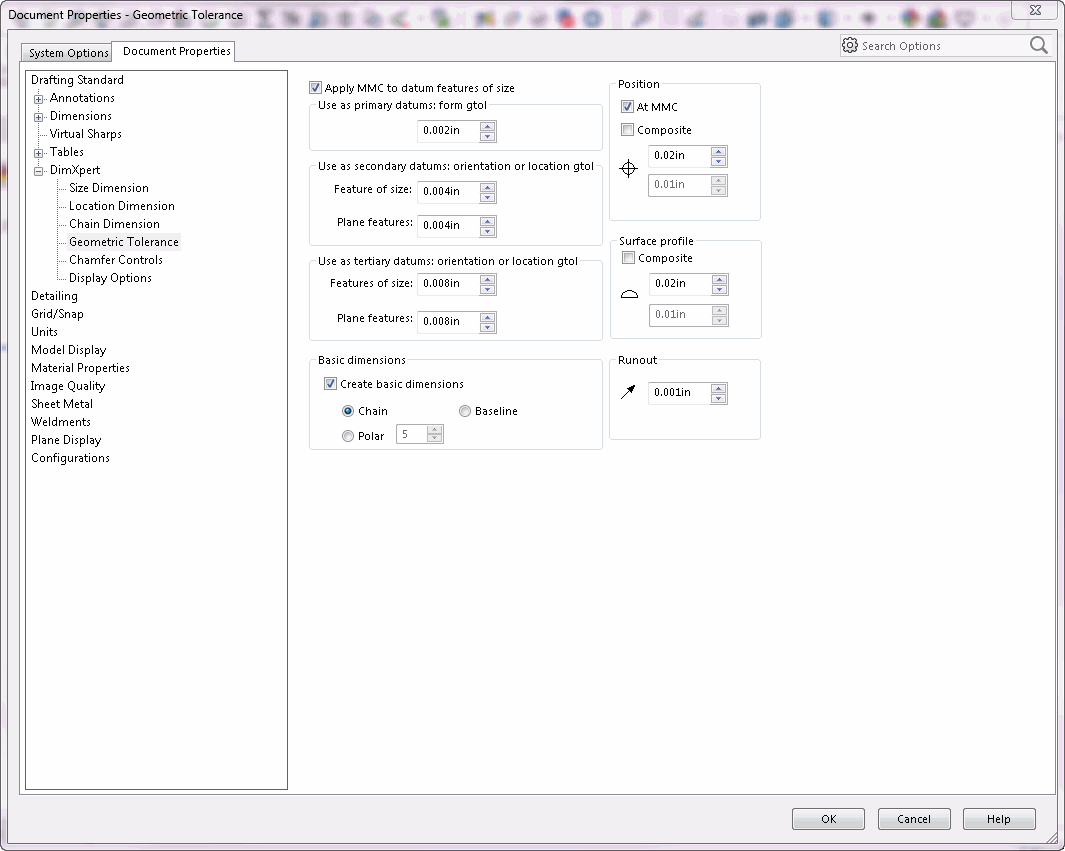 Document Properties - Geometric Tolerance
System Options
Document Properties
Search Options
Drafting Standard
Annotations
Dimensions
Virtual Sharps
Tables
DimXpert
Size Dimension
Location Dimension
Chain Dimension
Geometric Tolerance
Chamfer Controls
Display Options
Detailing
Grid/Snap
Units
Model Display
Material Properties
Image Quality
Sheet Metal
Weldments
Plane Display
Configurations
Apply MMC to datum features of size
Use as primary datums: form gtol
0.002in
Use as secondary datums: orientation or location gtol
Feature of size: 0.004in
Plane features: 0.004in
Use as tertiary datums: orientation or location gtol
Features of size: 0.008in
Plane features: 0.008in
Basic dimensions
Create basic dimensions
Chain Baseline
Polar 5
Position
At MMC
Composite
0.02in
0.01in
Surface profile
Composite
0.02in
0.01in
Runout
0.001in
OK Cancel Help